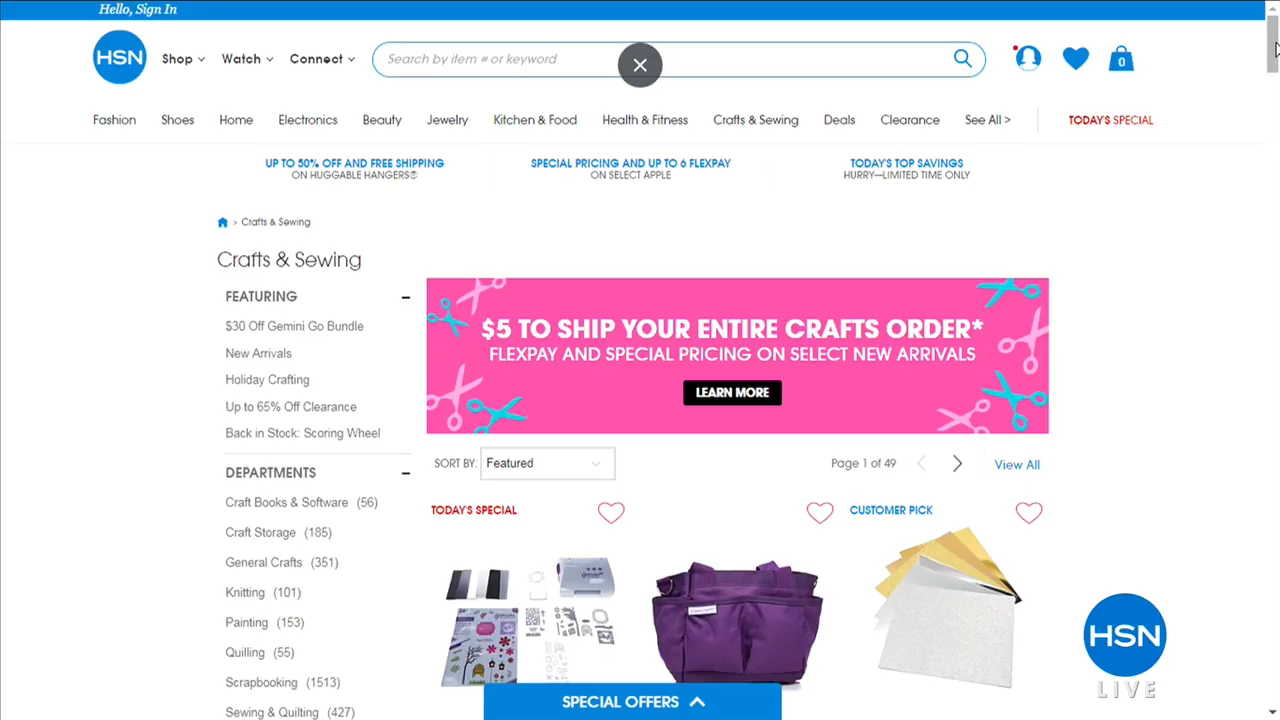 Hello, Sign In
HSN
Shop
Watch
Connect
Search by item # or keyword
0
Fashion
Shoes
Home
Electronics
Beauty
Jewelry
Kitchen & Food
Health & Fitness
Crafts & Sewing
Deals
Clearance
See All >
TODAY'S SPECIAL
UP TO 50% OFF AND FREE SHIPPING
ON HUGGABLE HANGERS®
SPECIAL PRICING AND UP TO 6 FLEXPAY
ON SELECT APPLE
TODAY'S TOP SAVINGS
HURRY—LIMITED TIME ONLY
> Crafts & Sewing
Crafts & Sewing
FEATURING
$30 Off Gemini Go Bundle
New Arrivals
Holiday Crafting
Up to 65% Off Clearance
Back in Stock: Scoring Wheel
DEPARTMENTS
Craft Books & Software (56)
Craft Storage (185)
General Crafts (351)
Knitting (101)
Painting (153)
Quilling (55)
Scrapbooking (1513)
Sewing & Quilting (427)
$5 TO SHIP YOUR ENTIRE CRAFTS ORDER*
FLEXPAY AND SPECIAL PRICING ON SELECT NEW ARRIVALS
LEARN MORE
SORT BY: Featured
Page 1 of 49
View All
TODAY'S SPECIAL
CUSTOMER PICK
SPECIAL OFFERS
HSN
LIVE